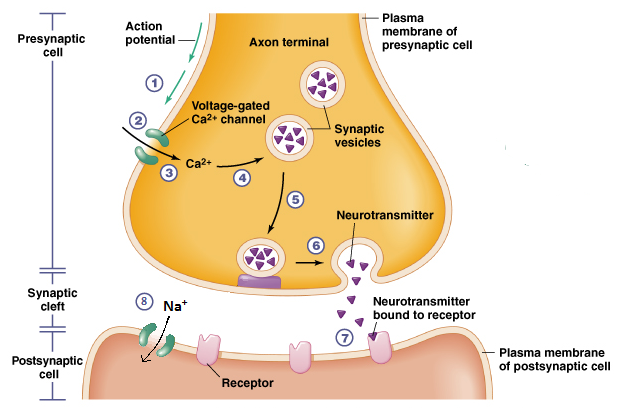 Presynaptic
cell
Action
potential
Axon terminal
Plasma
membrane of
presynaptic cell
1
2
Voltage-gated
Ca2+ channel
Synaptic
vesicles
3
Ca2+
4
5
Neurotransmitter
6
Synaptic
cleft
8
Na+
Neurotransmitter
bound to receptor
7
Postsynaptic
cell
Receptor
Plasma membrane
of postsynaptic cell